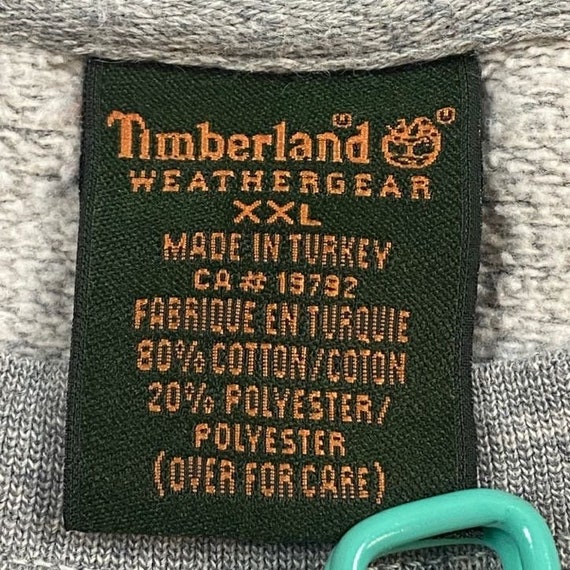 Timberland
WEATHERGEAR
XXL
MADE IN TURKEY
CA# 19792
FABRIQUE EN TURQUIE
80% COTTON/COTON
20% POLYESTER/
POLYESTER
(OVER FOR CARE)